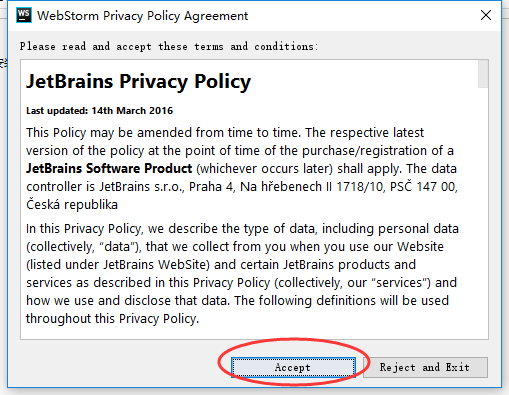 WS WebStorm Privacy Policy Agreement
Please read and accept these terms and conditions:
JetBrains Privacy Policy
Last updated: 14th March 2016
This Policy may be amended from time to time. The respective latest
version of the policy at the point of time of the purchase/registration of a
JetBrains Software Product (whichever occurs later) shall apply. The data
controller is JetBrains s.r.o., Praha 4, Na hřebenech II 1718/10, PSČ 147 00,
Česká republika
In this Privacy Policy, we describe the type of data, including personal data
(collectively, “data”), that we collect from you when you use our Website
(listed under JetBrains WebSite) and certain JetBrains products and
services as described in this Privacy Policy (collectively, our “services”) and
how we use and disclose that data. The following definitions will be used
throughout this Privacy Policy.
Accept Reject and Exit